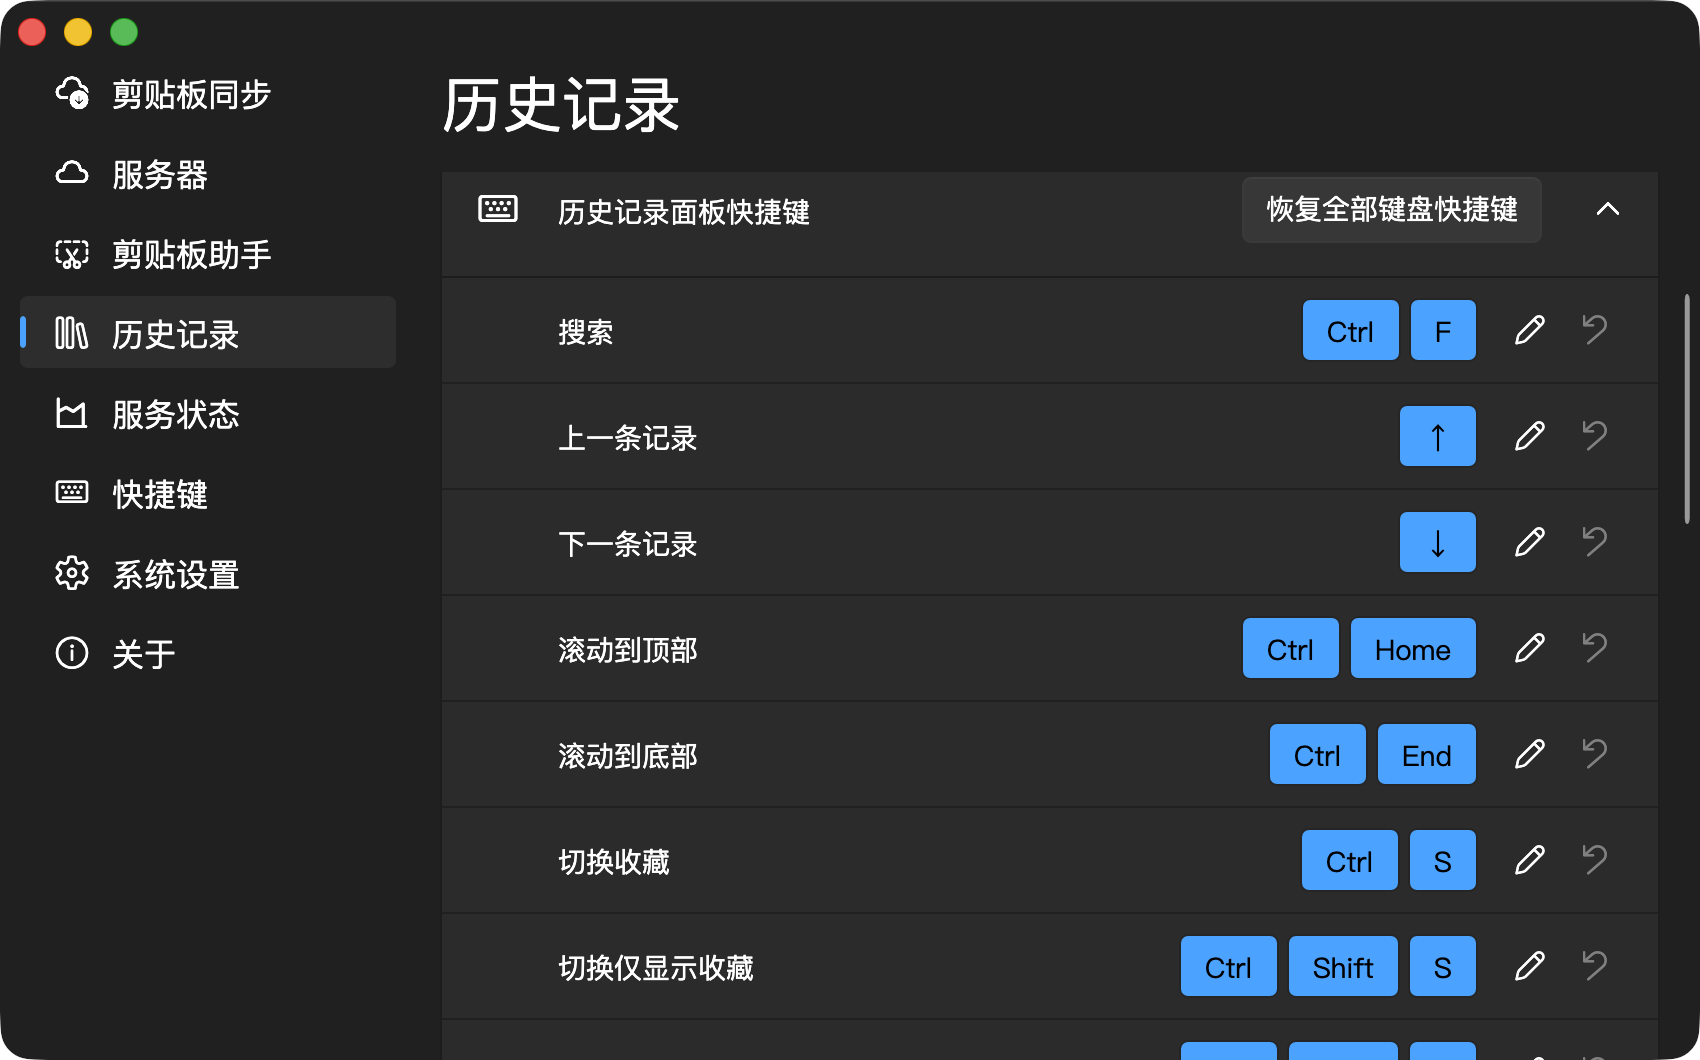 剪贴板同步
服务器
剪贴板助手
历史记录
服务状态
快捷键
系统设置
关于
历史记录
历史记录面板快捷键 恢复全部键盘快捷键
搜索 Ctrl F
上一条记录 ↑
下一条记录 ↓
滚动到顶部 Ctrl Home
滚动到底部 Ctrl End
切换收藏 Ctrl S
切换仅显示收藏 Ctrl Shift S